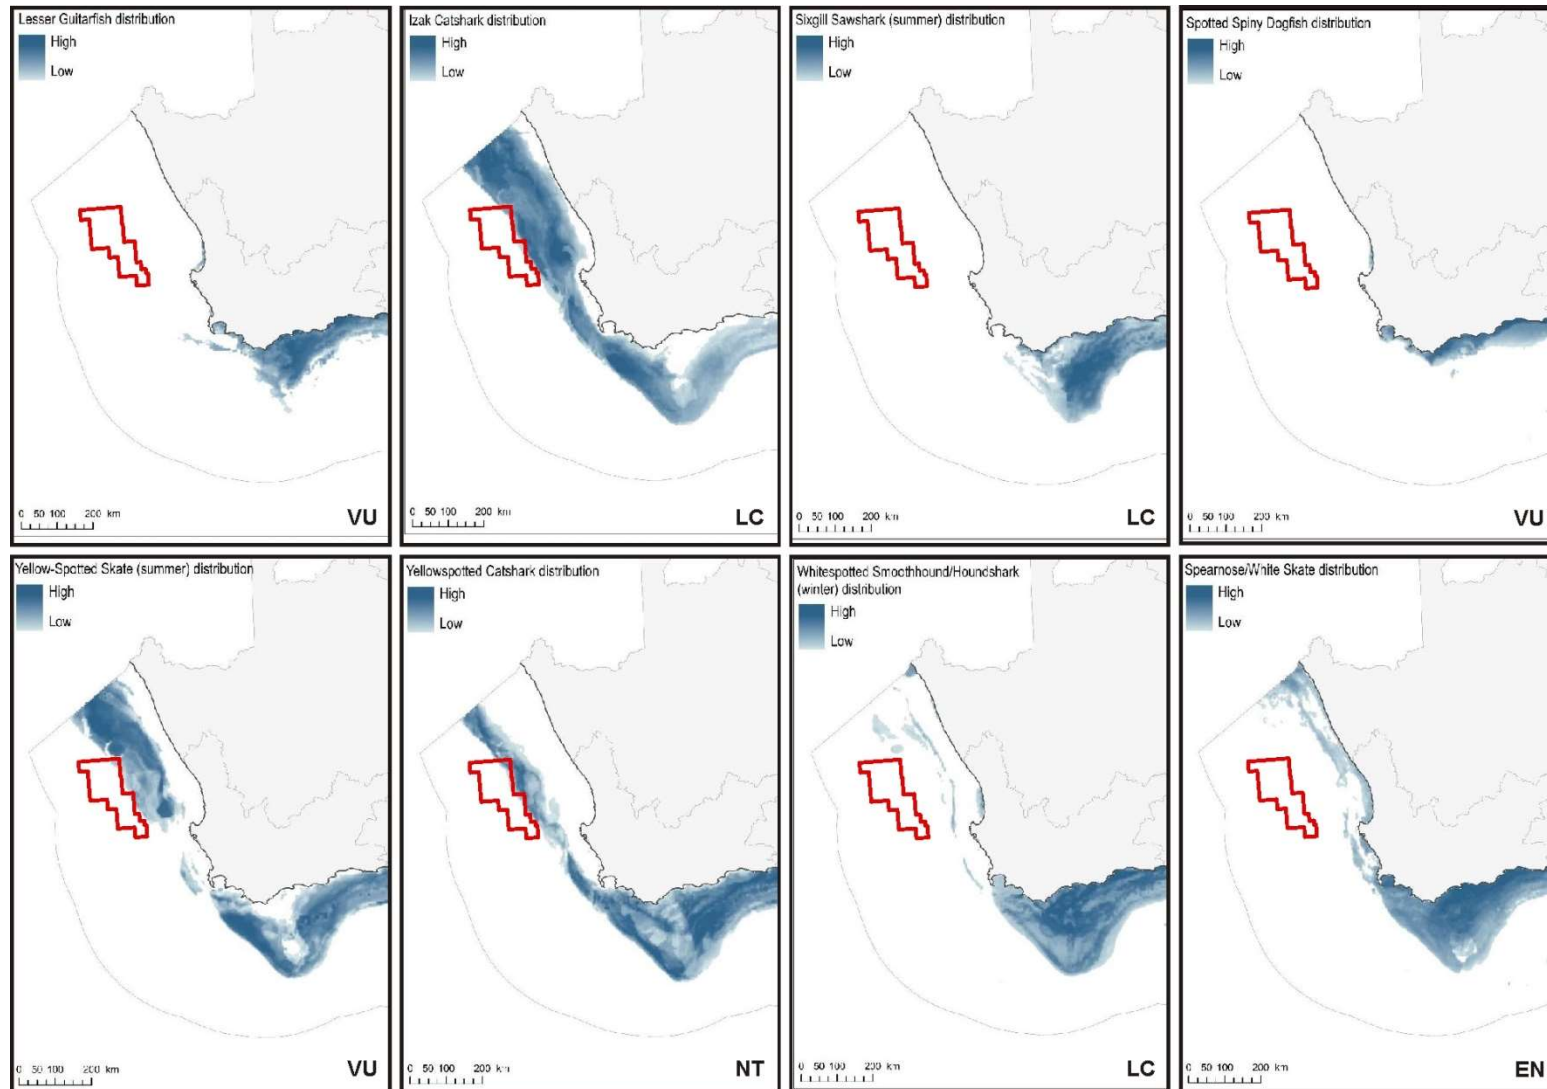 Lesser Guitarfish distribution
High
Low
0 50 100 200 km
VU
Izak Catshark distribution
High
Low
0 50 100 200 km
LC
Sixgill Sawshark (summer) distribution
High
Low
0 50 100 200 km
LC
Spotted Spiny Dogfish distribution
High
Low
0 50 100 200 km
VU
Yellow-Spotted Skate (summer) distribution
High
Low
0 50 100 200 km
VU
Yellowspotted Catshark distribution
High
Low
0 50 100 200 km
NT
Whitespotted Smoothhound/Houndshark
(winter) distribution
High
Low
0 50 100 200 km
LC
Spearnose/White Skate distribution
High
Low
0 50 100 200 km
EN